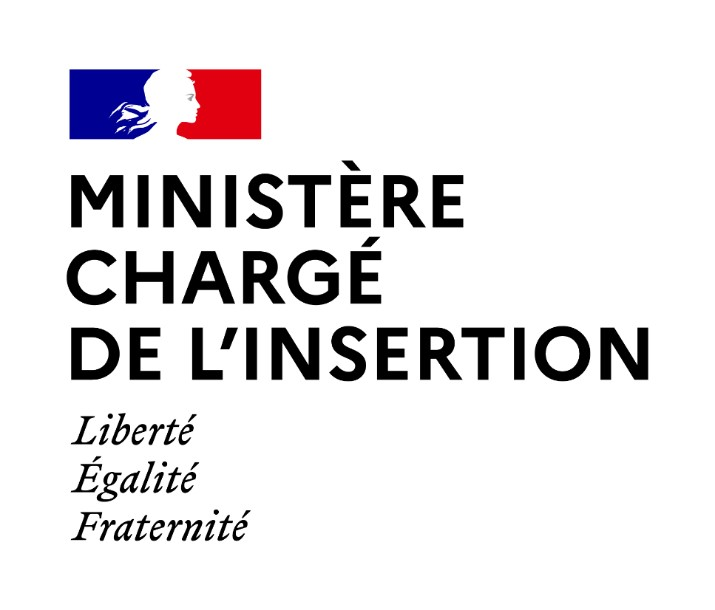 MINISTÈRE
CHARGÉ
DE L’INSERTION
Liberté
Égalité
Fraternité